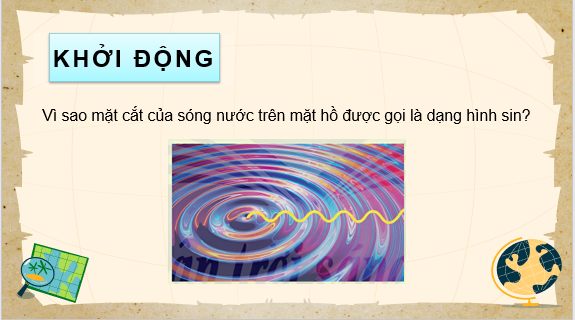 KHỞI ĐỘNG
Vì sao mặt cắt của sóng nước trên mặt hồ được gọi là dạng hình sin?